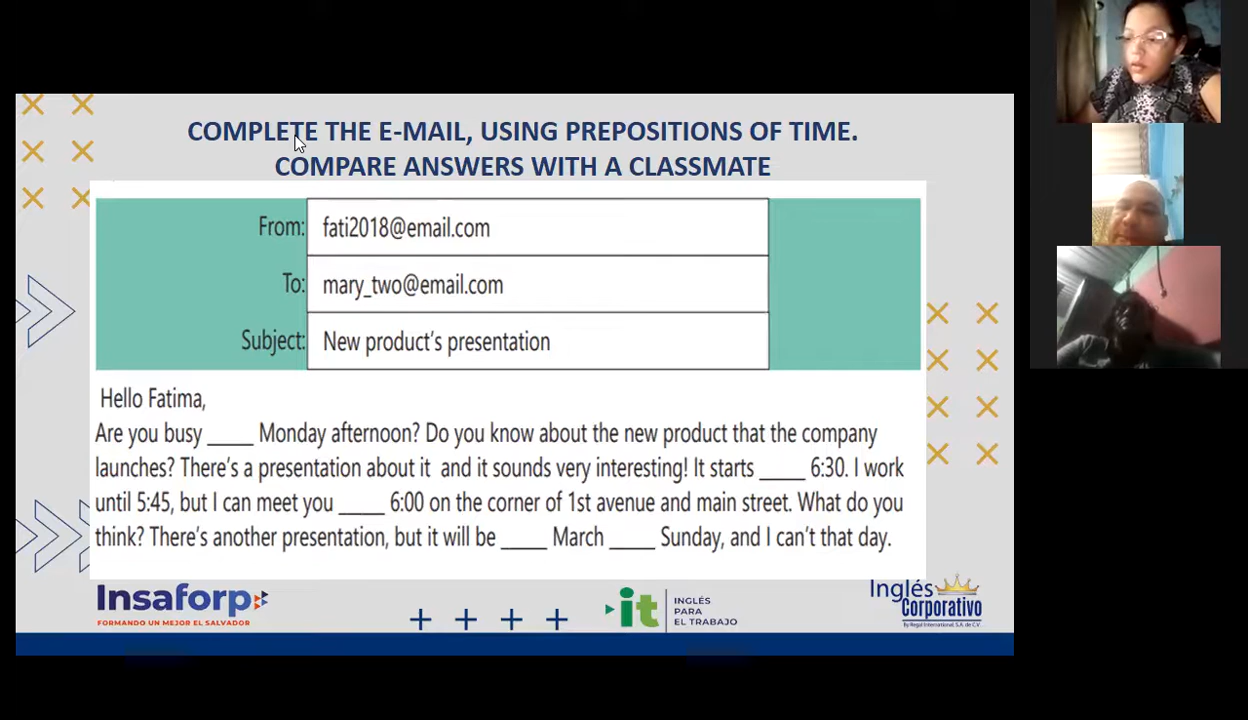 COMPLETE THE E-MAIL, USING PREPOSITIONS OF TIME.
COMPARE ANSWERS WITH A CLASSMATE
From: fati2018@email.com
To: mary_two@email.com
Subject: New product's presentation
Hello Fatima,
Are you busy _____ Monday afternoon? Do you know about the new product that the company
launches? There's a presentation about it and it sounds very interesting! It starts _____ 6:30. I work
until 5:45, but I can meet you _____ 6:00 on the corner of 1st avenue and main street. What do you
think? There's another presentation, but it will be _____ March _____ Sunday, and I can't that day.
Insaforp
FORMANDO UN MEJOR EL SALVADOR
it
INGLÉS
PARA
EL TRABAJO
Inglés
Corporativo
By Regal International, S.A. de C.V.